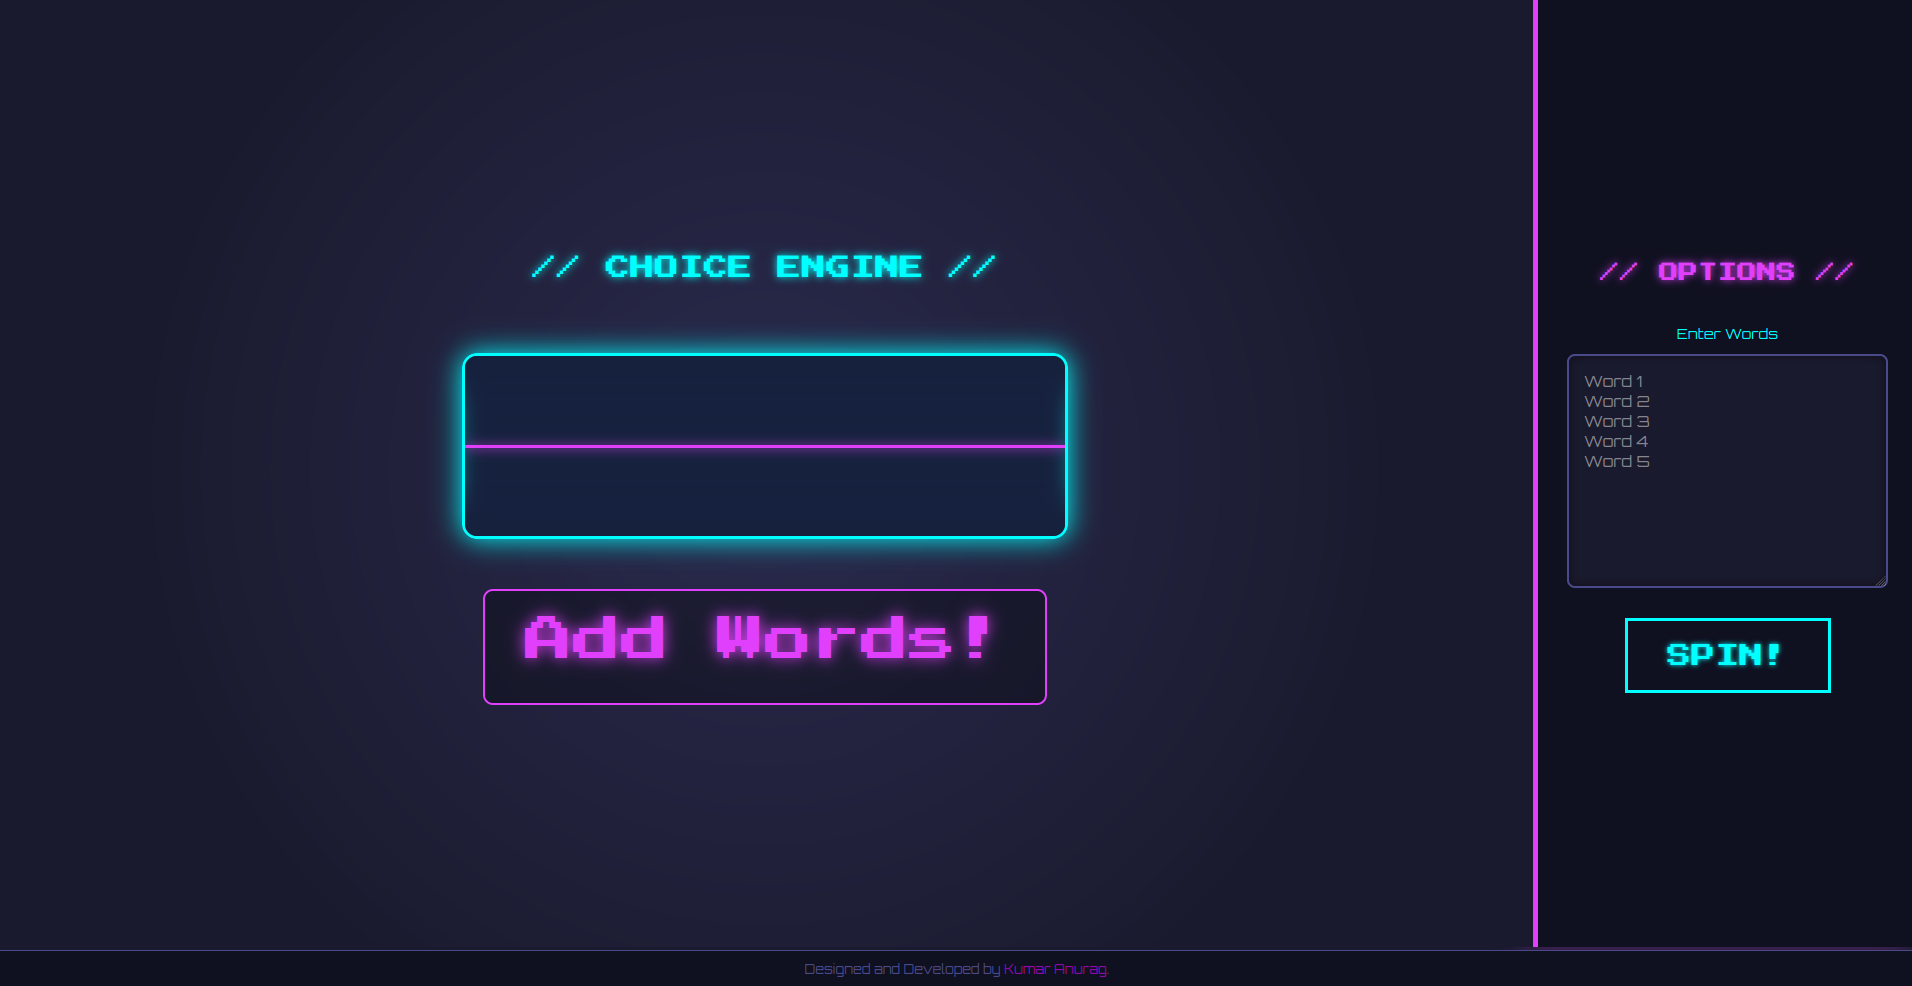 // CHOICE ENGINE //
Add Words!
// OPTIONS //
Enter Words
Word 1
Word 2
Word 3
Word 4
Word 5
SPIN!
Designed and Developed by Kumar Anurag.